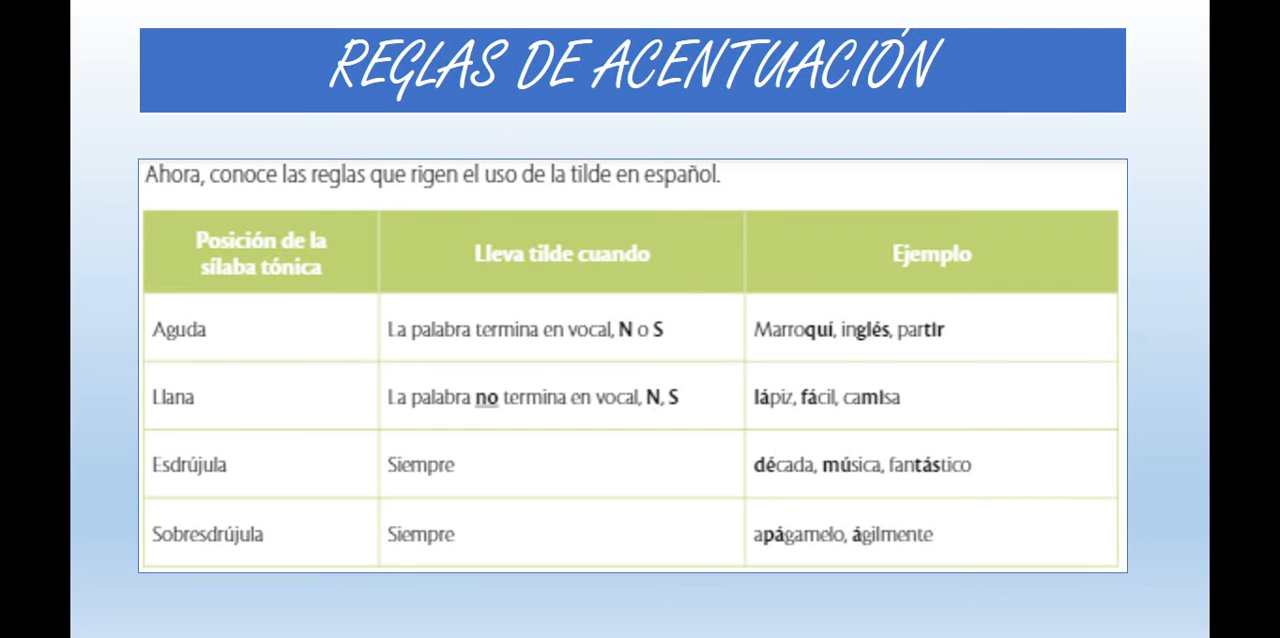 REGLAS DE ACENTUACIÓN
Ahora, conoce las reglas que rigen el uso de la tilde en español.
Posición de la
sílaba tónica
Lleva tilde cuando
Ejemplo
Aguda
La palabra termina en vocal, N o S
Marroquí, inglés, partIr
Llana
La palabra no termina en vocal, N, S
lápiz, fácil, camIsa
Esdrújula
Siempre
década, música, fantástico
Sobresdrújula
Siempre
apágamelo, ágilmente